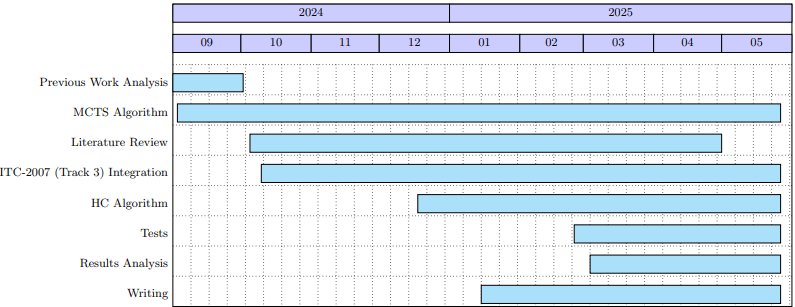 2024 2025
09 10 11 12 01 02 03 04 05
Previous Work Analysis
MCTS Algorithm
Literature Review
ITC-2007 (Track 3) Integration
HC Algorithm
Tests
Results Analysis
Writing